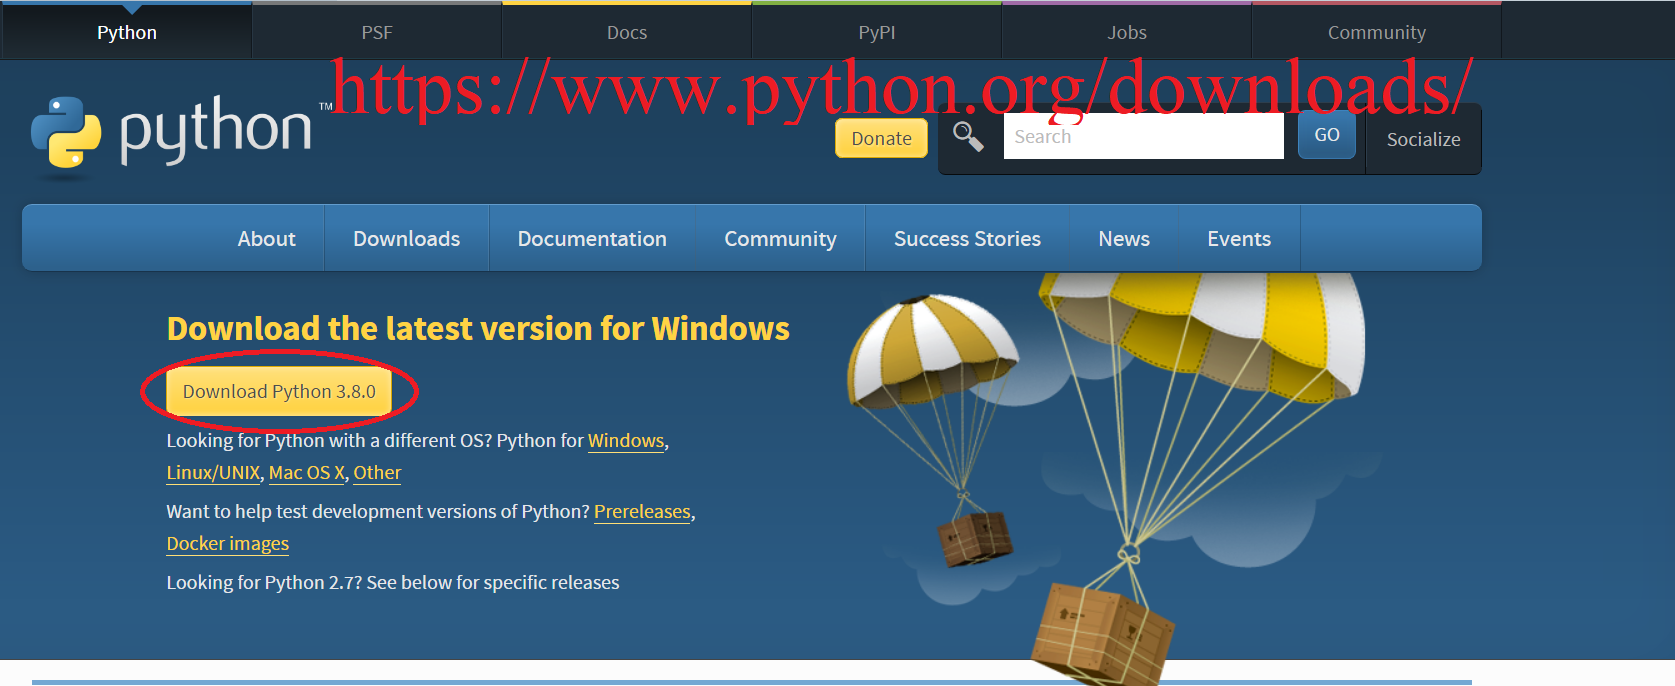 Python PSF Docs PyPI Jobs Community
https://www.python.org/downloads/
python™
Donate Search GO Socialize
About Downloads Documentation Community Success Stories News Events
Download the latest version for Windows
Download Python 3.8.0
Looking for Python with a different OS? Python for Windows,
Linux/UNIX, Mac OS X, Other
Want to help test development versions of Python? Prereleases,
Docker images
Looking for Python 2.7? See below for specific releases